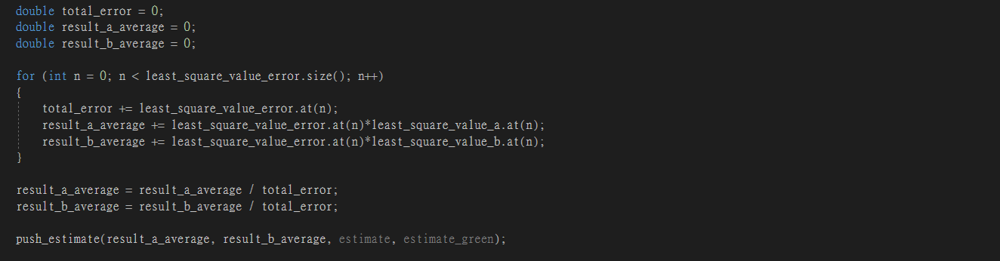 double total_error = 0;
double result_a_average = 0;
double result_b_average = 0;
for (int n = 0; n < least_square_value_error.size(); n++)
{
total_error += least_square_value_error.at(n);
result_a_average += least_square_value_error.at(n)*least_square_value_a.at(n);
result_b_average += least_square_value_error.at(n)*least_square_value_b.at(n);
}
result_a_average = result_a_average / total_error;
result_b_average = result_b_average / total_error;
push_estimate(result_a_average, result_b_average, estimate, estimate_green);